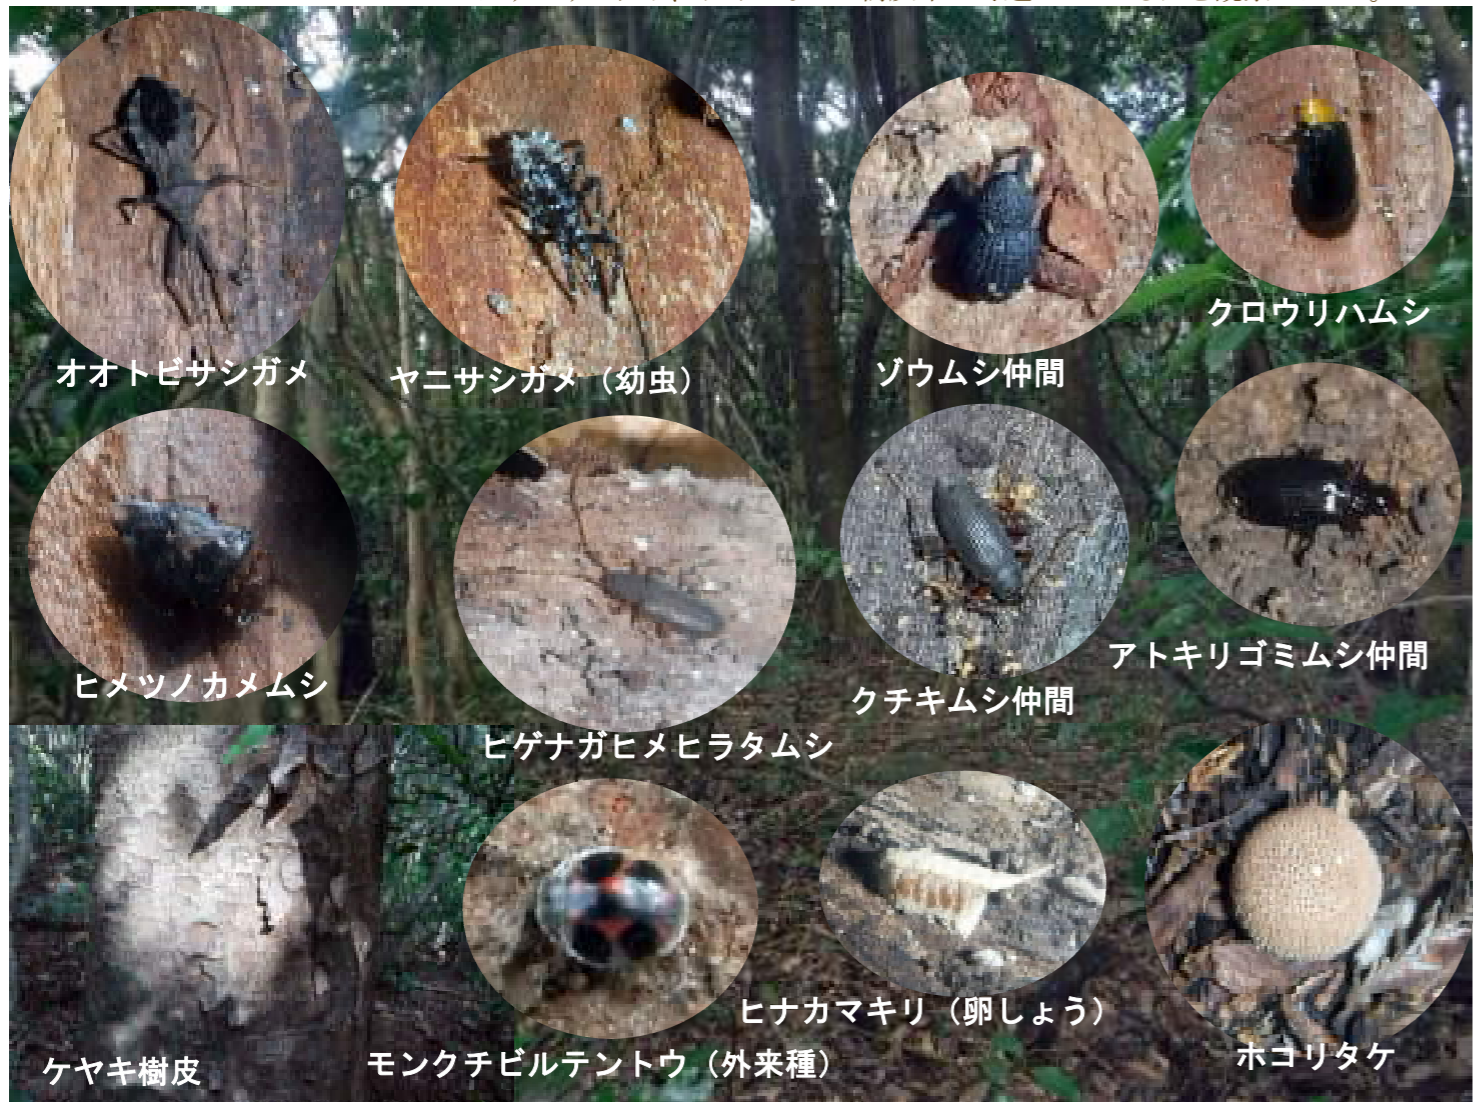 オオトビサシガメ
ヤニサシガメ（幼虫）
ゾウムシ仲間
クロウリハムシ
ヒメツノカメムシ
ヒゲナガヒメヒラタムシ
クチキムシ仲間
アトキリゴミムシ仲間
ケヤキ樹皮
モンクチビルテントウ（外来種）
ヒナカマキリ（卵しょう）
ホコリタケ